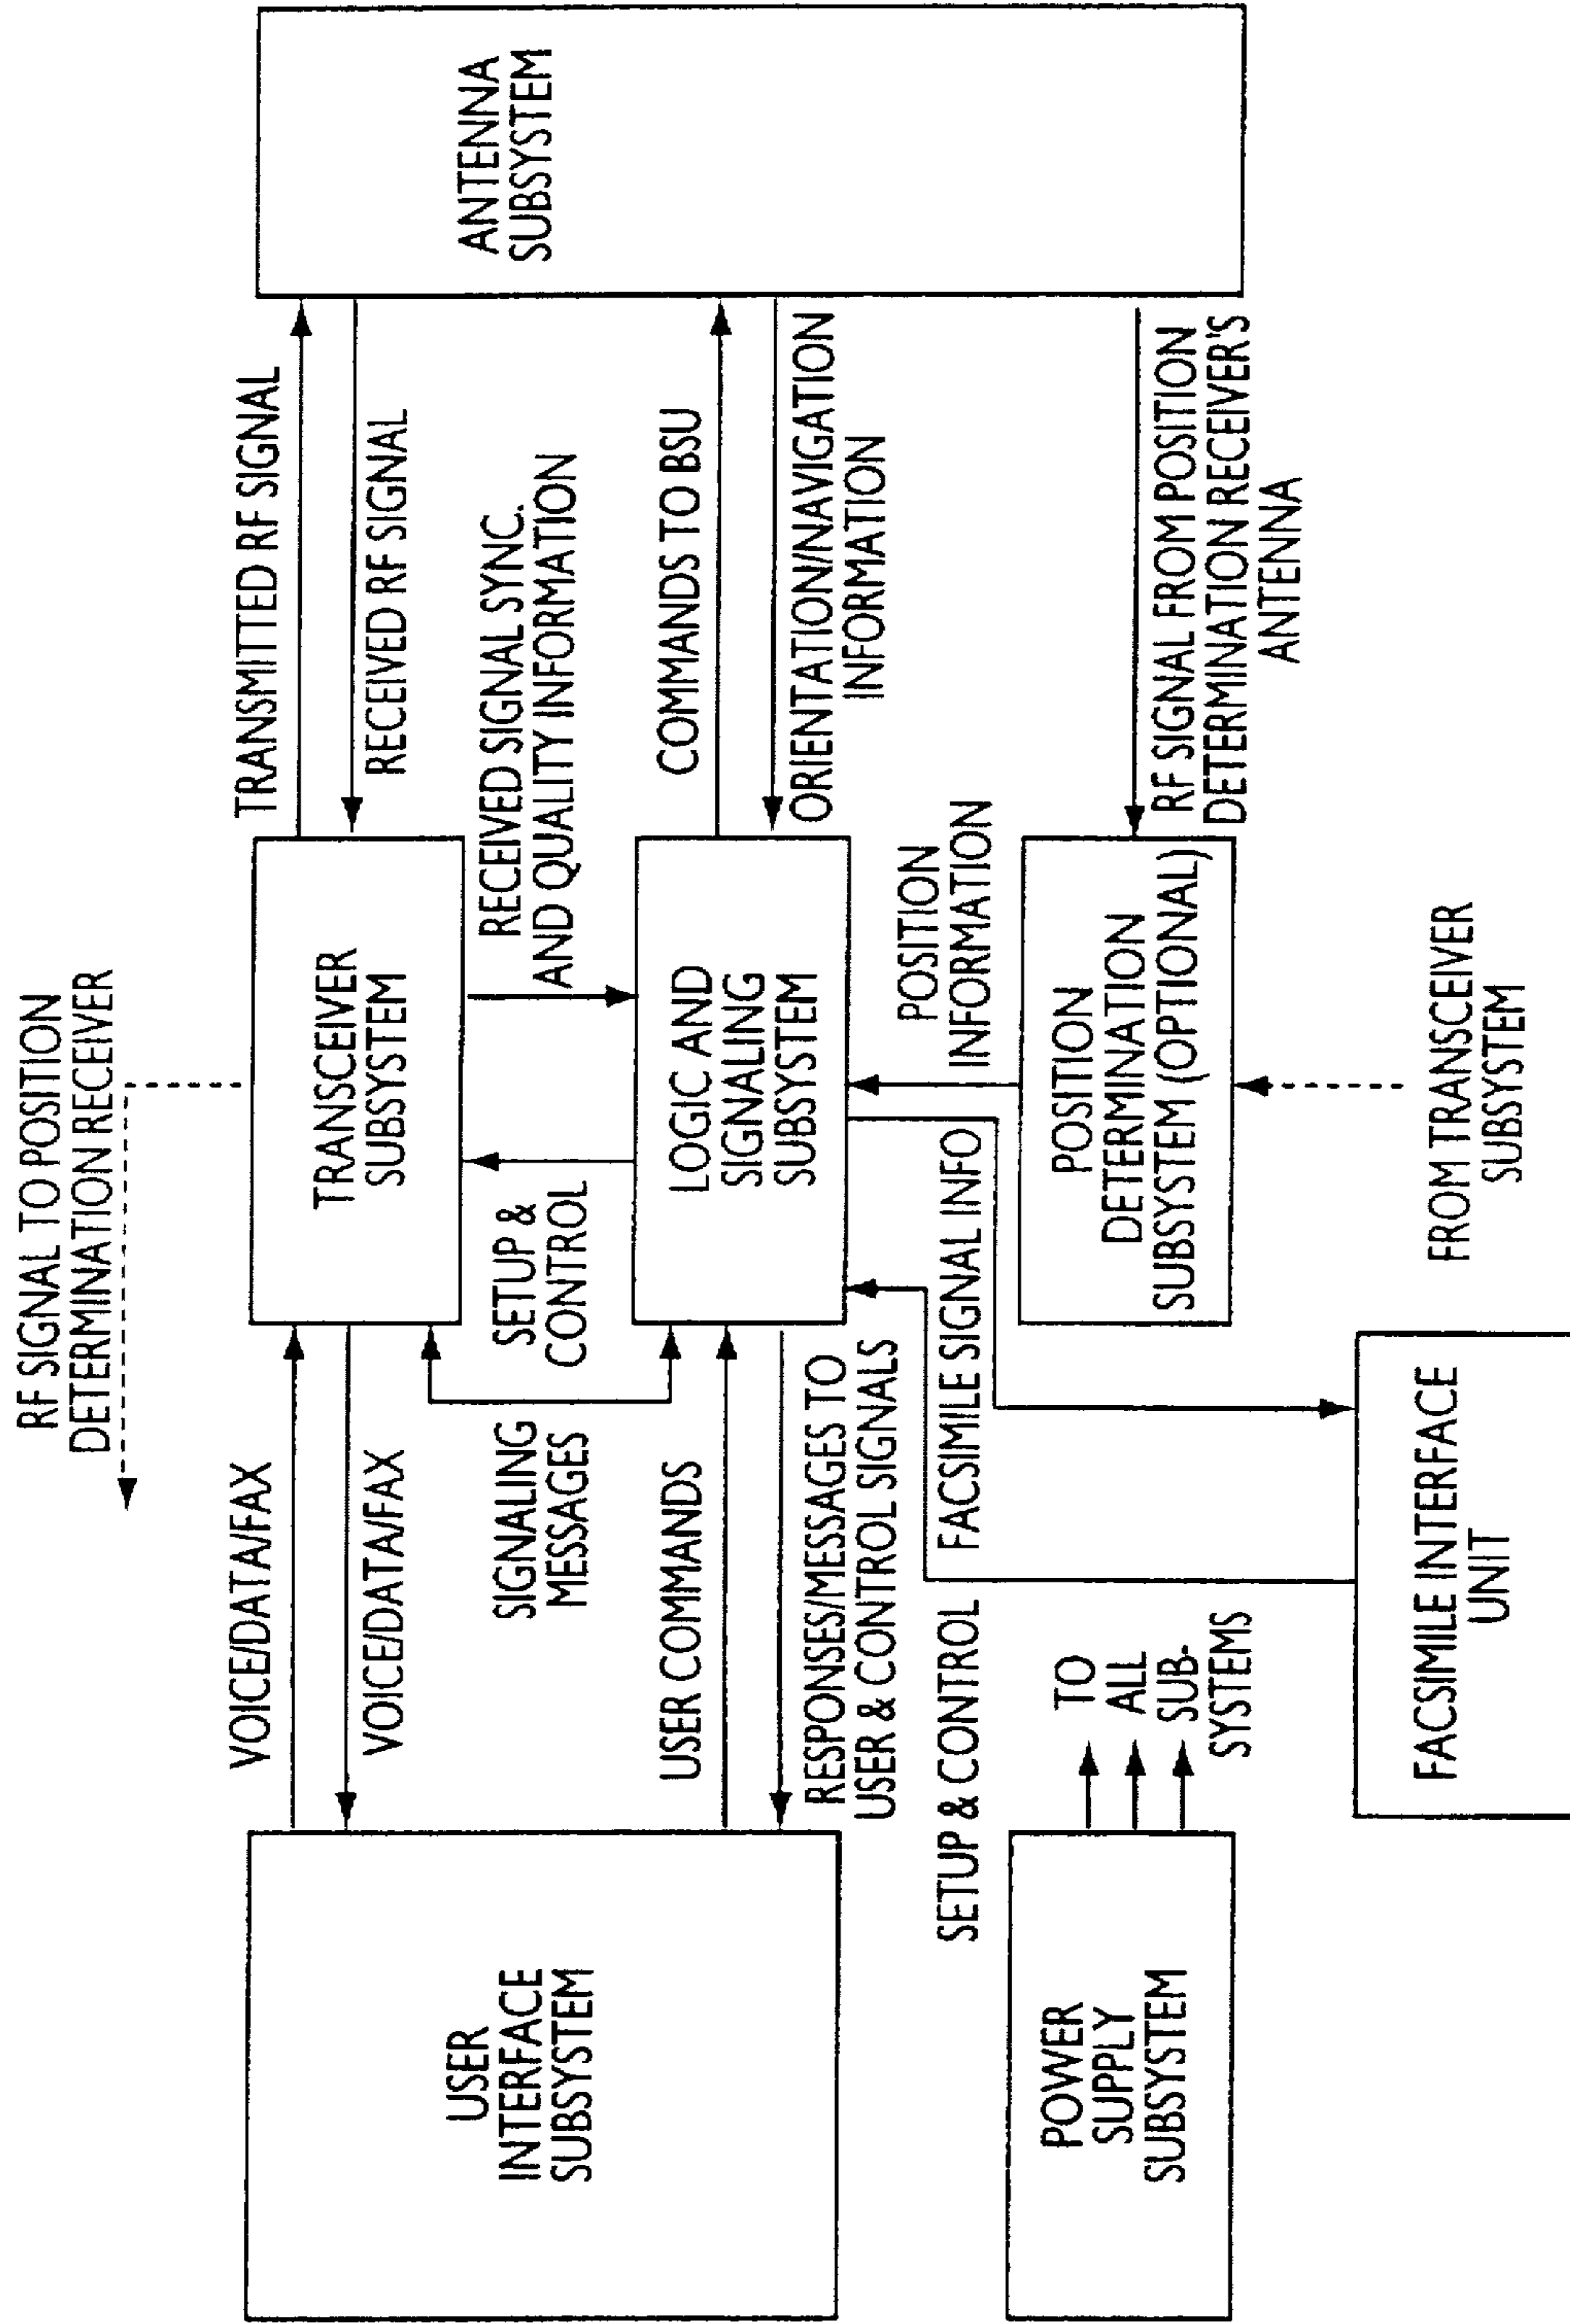 RF SIGNAL TO POSITION
DETERMINATION RECEIVER
VOICE/DATA/FAX
VOICE/DATA/FAX
TRANSMITTED RF SIGNAL
RECEIVED RF SIGNAL
USER
INTERFACE
SUBSYSTEM
TRANSCEIVER
SUBSYSTEM
ANTENNA
SUBSYSTEM
SIGNALING
MESSAGES
SETUP &
CONTROL
RECEIVED SIGNAL SYNC.
AND QUALITY INFORMATION
USER COMMANDS
RESPONSES/MESSAGES TO
USER & CONTROL SIGNALS
LOGIC AND
SIGNALING
SUBSYSTEM
COMMANDS TO BSU
ORIENTATION/NAVIGATION
INFORMATION
SETUP & CONTROL
FACSIMILE SIGNAL INFO
POSITION
INFORMATION
POWER
SUPPLY
SUBSYSTEM
TO
ALL
SUB-
SYSTEMS
POSITION
DETERMINATION
SUBSYSTEM (OPTIONAL)
RF SIGNAL FROM POSITION
DETERMINATION RECEIVER'S
ANTENNA
FACSIMILE INTERFACE
UNIT
FROM TRANSCEIVER
SUBSYSTEM